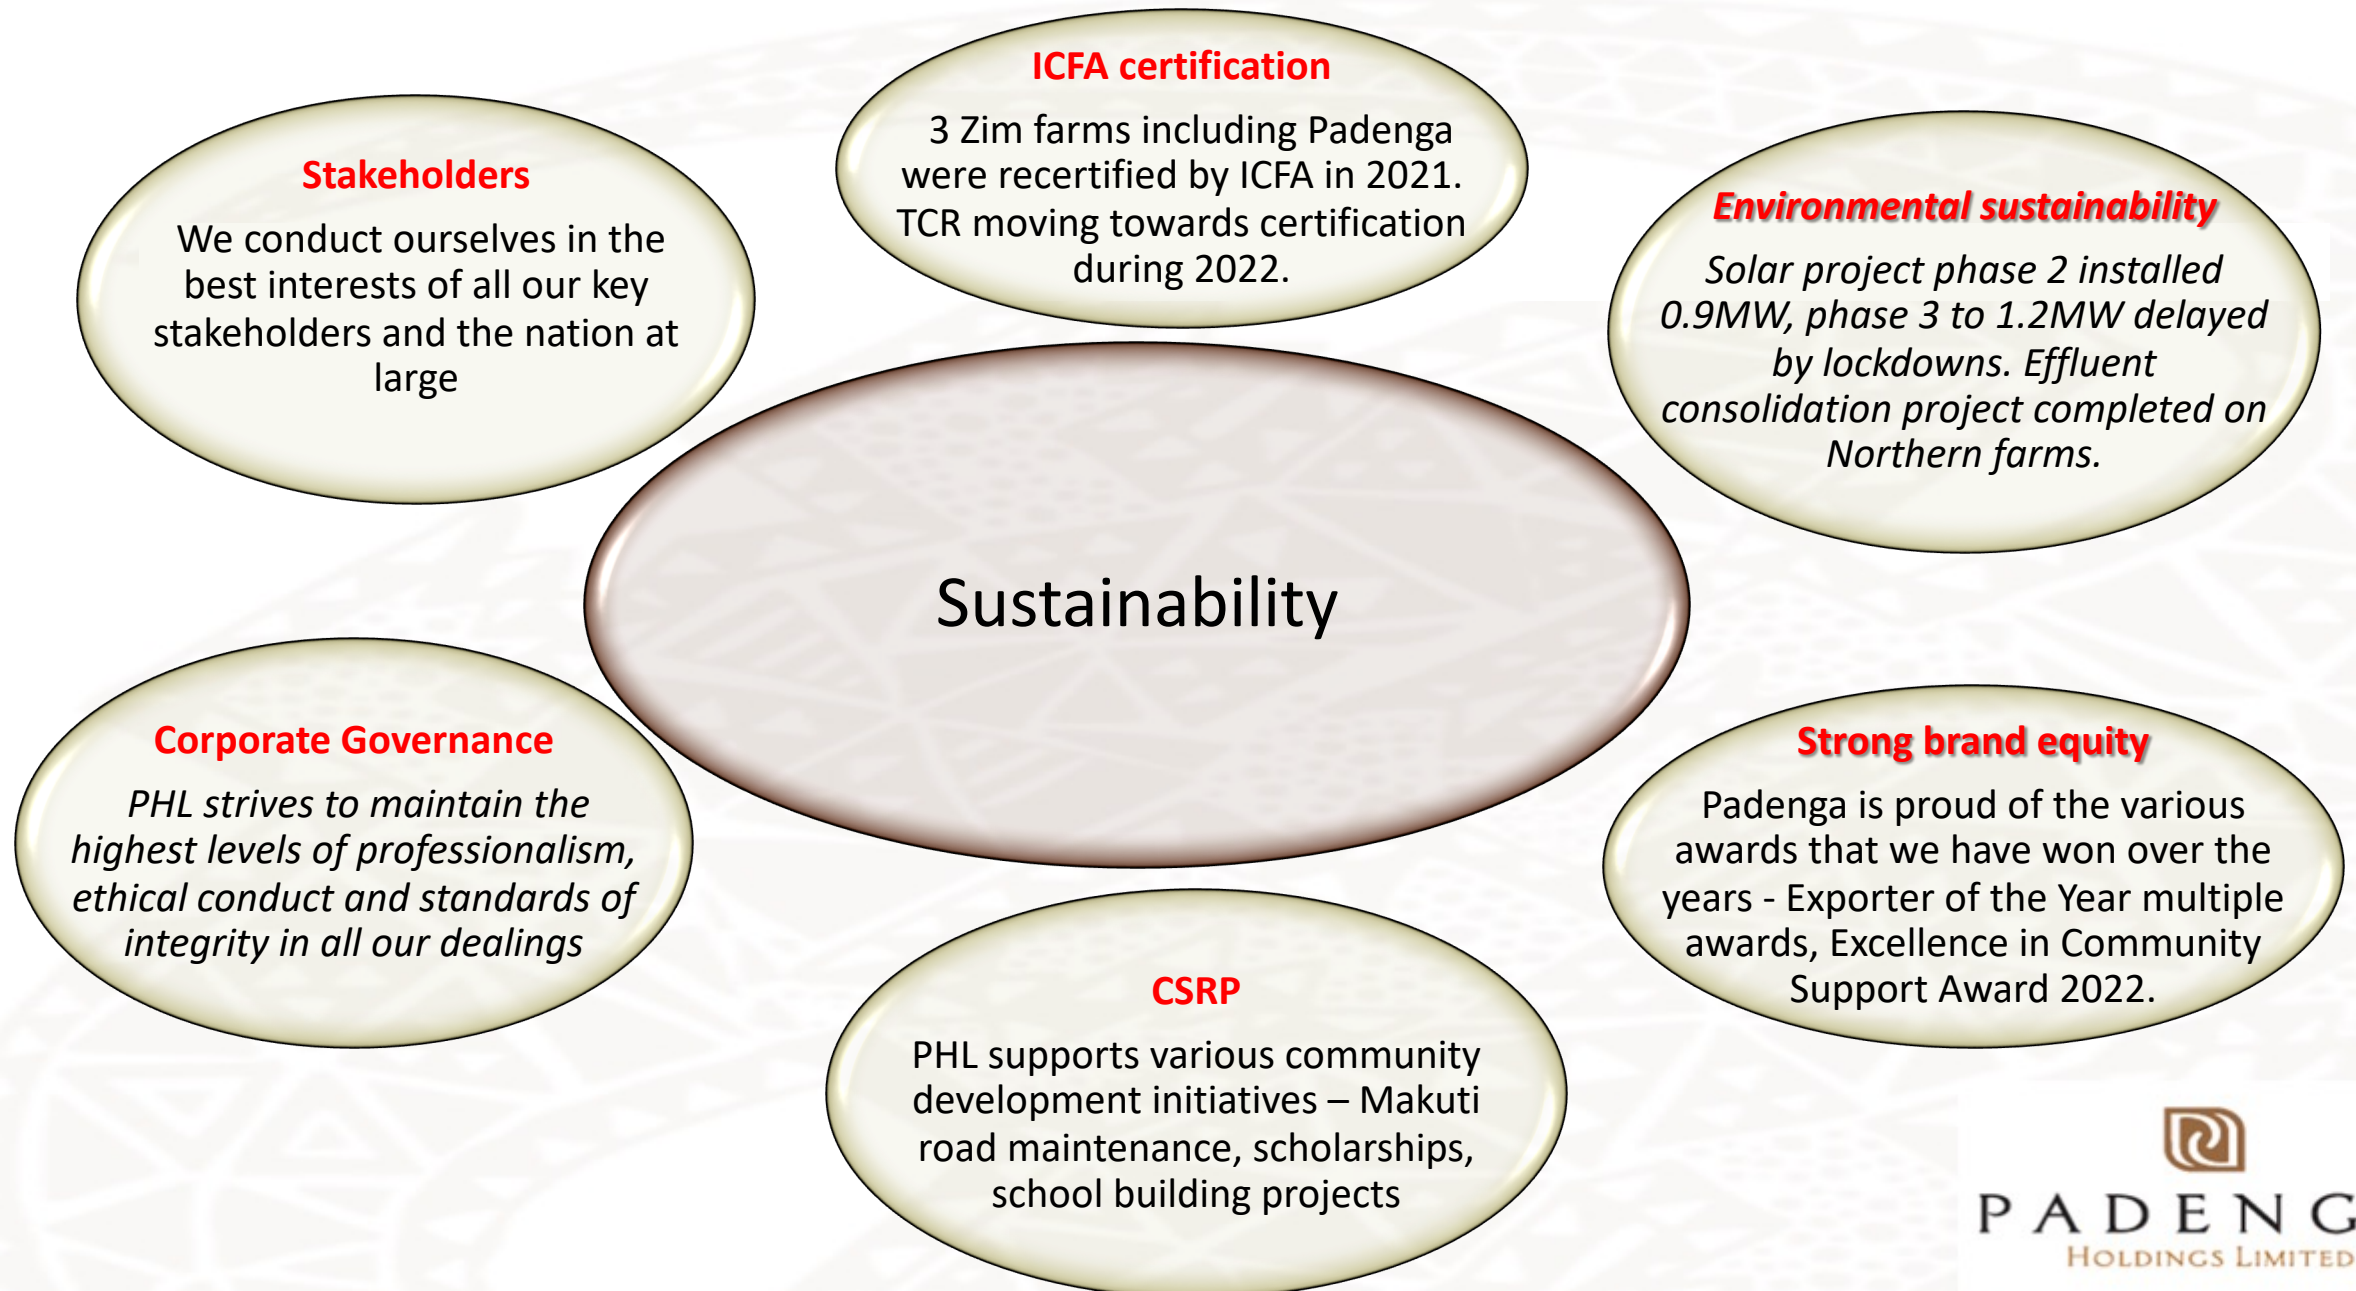 ICFA certification
3 Zim farms including Padenga
were recertified by ICFA in 2021.
TCR moving towards certification
during 2022.
Stakeholders
We conduct ourselves in the
best interests of all our key
stakeholders and the nation at
large
Environmental sustainability
Solar project phase 2 installed
0.9MW, phase 3 to 1.2MW delayed
by lockdowns. Effluent
consolidation project completed on
Northern farms.
Sustainability
Corporate Governance
PHL strives to maintain the
highest levels of professionalism,
ethical conduct and standards of
integrity in all our dealings
Strong brand equity
Padenga is proud of the various
awards that we have won over the
years - Exporter of the Year multiple
awards, Excellence in Community
Support Award 2022.
CSRP
PHL supports various community
development initiatives – Makuti
road maintenance, scholarships,
school building projects
PADENG
HOLDINGS LIMITED